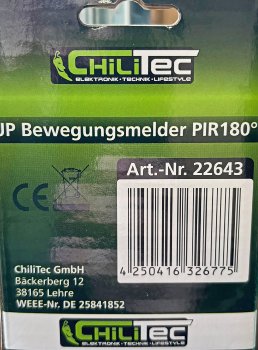 CHiLiTEC
ELEKTRONIK - TECHNIK - LIFESTYLE
UP Bewegungsmelder PIR180°
Art.-Nr. 22643
CE
4 250416 326775
ChiliTec GmbH
Bäckerberg 12
38165 Lehre
WEEE-Nr. DE 25841852
CHiLiTEC
ELEKTRONIK - TECHNIK - LIFESTYLE